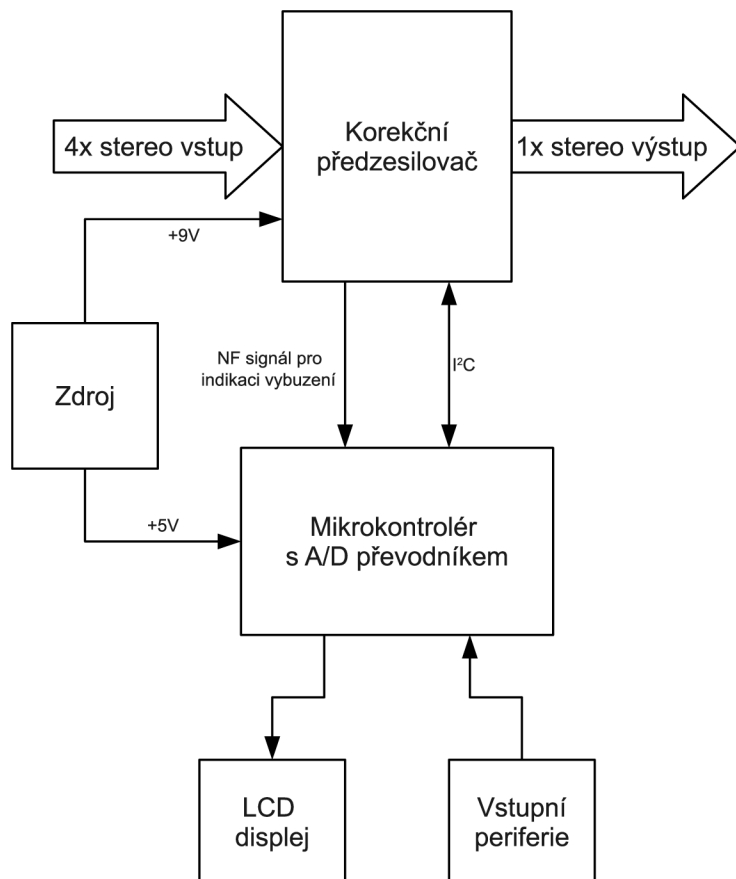 Korekční
předzesilovač
4x stereo vstup
1x stereo výstup
+9V
NF signál pro
indikaci vybuzení
I²C
Zdroj
+5V
Mikrokontrolér
s A/D převodníkem
LCD
displej
Vstupní
periferie